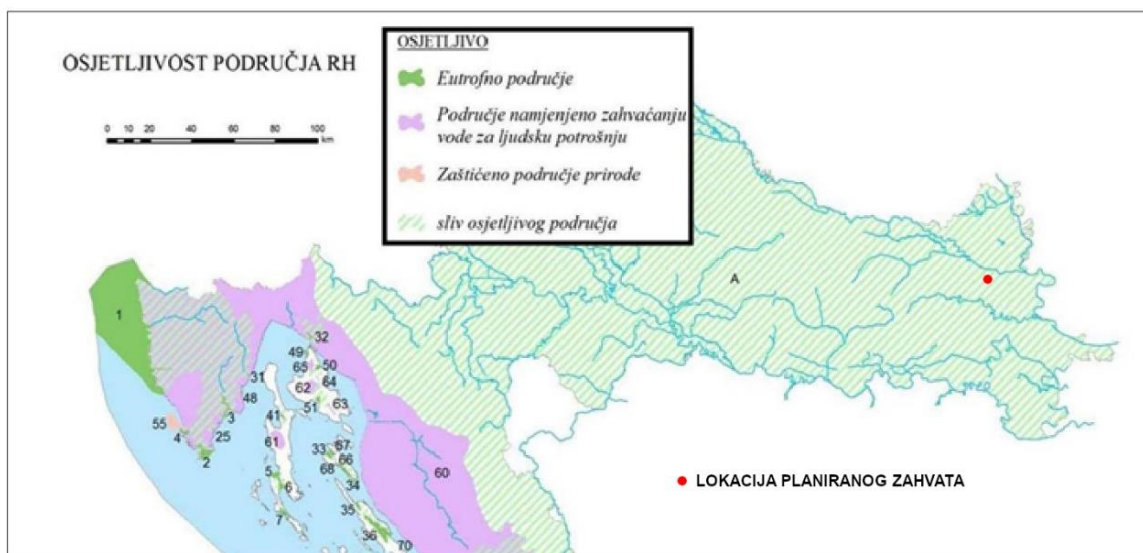 OSJETLJIVOST PODRUČJA RH
0 10 20 40 60 80 100
km
OSJETLJIVO
Eutrofno područje
Područje namjenjeno zahvaćanju
vode za ljudsku potrošnju
Zaštićeno područje prirode
sliv osjetljivog područja
A
1
32
49
65
50
31
62
64
48
51
63
3
41
55
4
25
61
2
33
67
66
60
5
68
6
34
35
7
36
70
LOKACIJA PLANIRANOG ZAHVATA